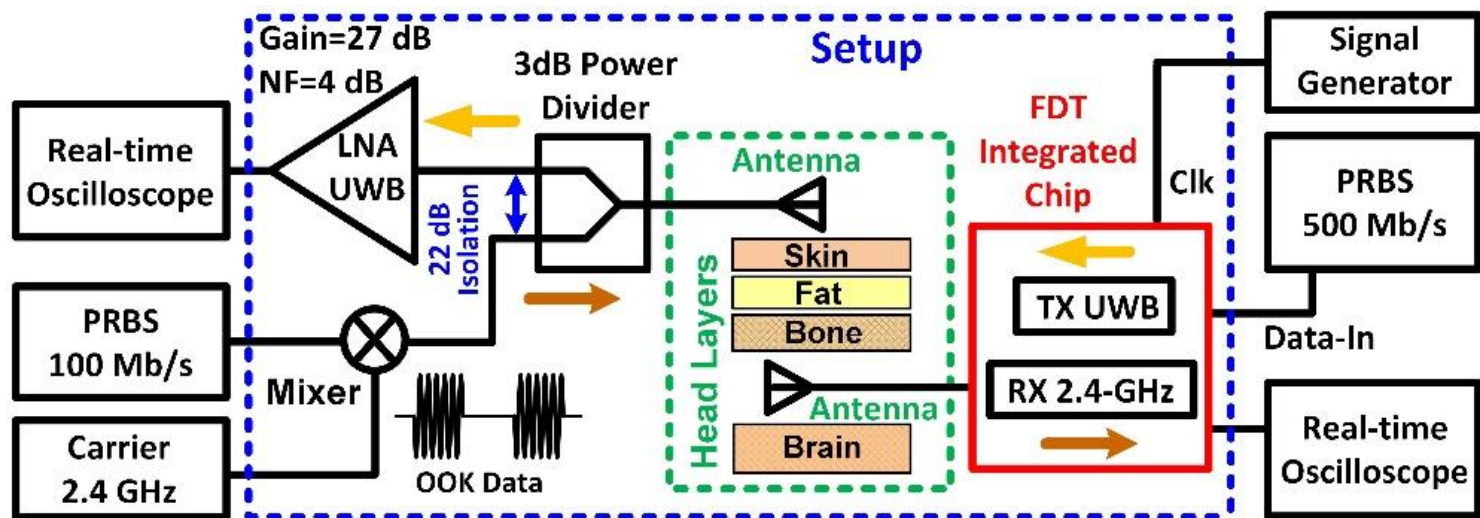 Gain=27 dB
NF=4 dB
LNA
UWB
Real-time
Oscilloscope
3dB Power
Divider
22 dB
Isolation
PRBS
100 Mb/s
Mixer
Carrier
2.4 GHz
OOK Data
Setup
Antenna
Head Layers
Skin
Fat
Bone
Antenna
Brain
FDT
Integrated
Chip
TX UWB
RX 2.4-GHz
Clk
Signal
Generator
PRBS
500 Mb/s
Data-In
Real-time
Oscilloscope